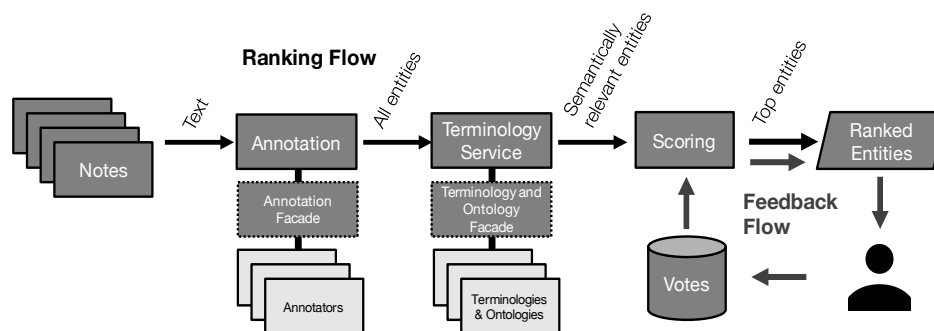 Ranking Flow
Text
All entities
Semantically
relevant entities
Top entities
Notes
Annotation
Terminology
Service
Scoring
Ranked
Entities
Annotation
Facade
Terminology and
Ontology
Facade
Feedback
Flow
Annotators
Terminologies
& Ontologies
Votes